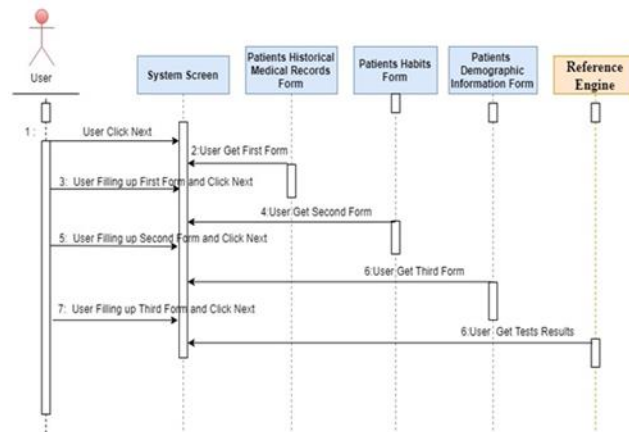 User
System Screen
Patients Historical
Medical Records
Form
Patients Habits
Form
Patients
Demographic
Information Form
Reference
Engine
1 :
User Click Next
2:User Get First Form
3: User Filling up First Form and Click Next
4:User Get Second Form
5: User Filling up Second Form and Click Next
6:User Get Third Form
7: User Filling up Third Form and Click Next
6:User Get Tests Results